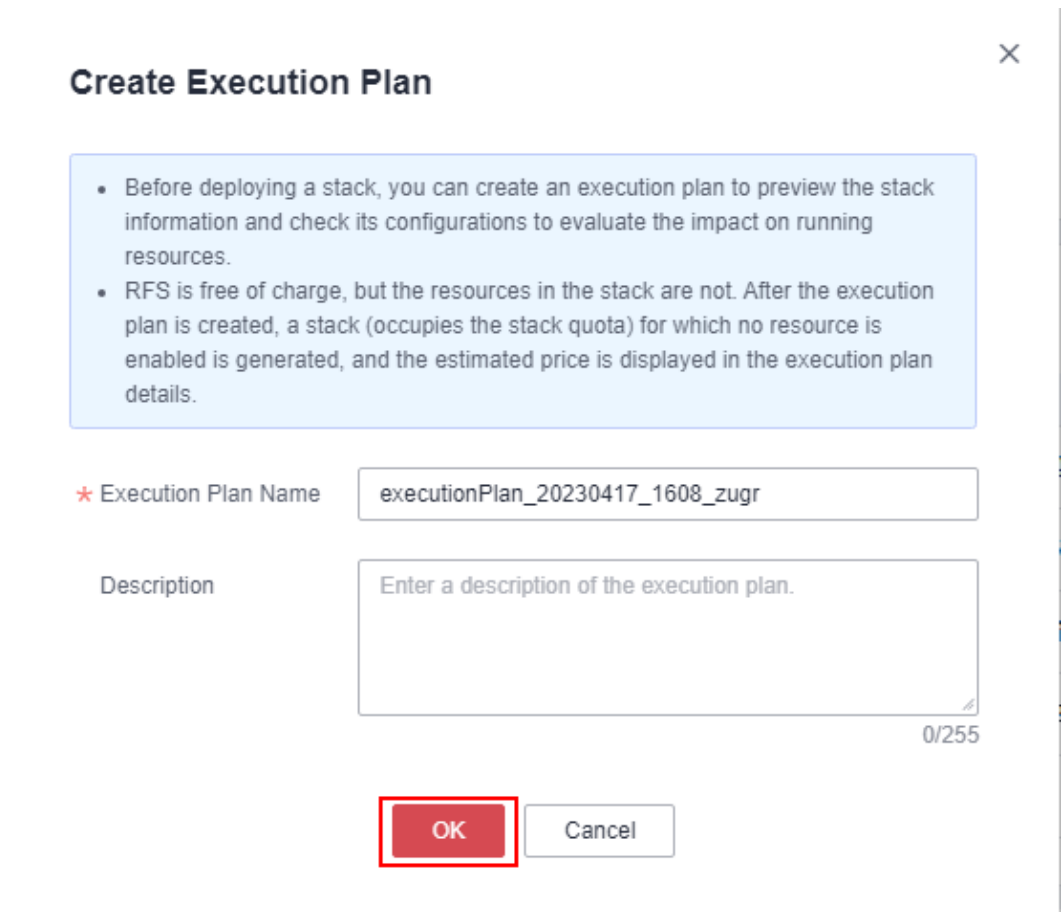 Create Execution Plan
• Before deploying a stack, you can create an execution plan to preview the stack
information and check its configurations to evaluate the impact on running
resources.
• RFS is free of charge, but the resources in the stack are not. After the execution
plan is created, a stack (occupies the stack quota) for which no resource is
enabled is generated, and the estimated price is displayed in the execution plan
details.
* Execution Plan Name executionPlan_20230417_1608_zugr
Description Enter a description of the execution plan.
0/255
OK Cancel